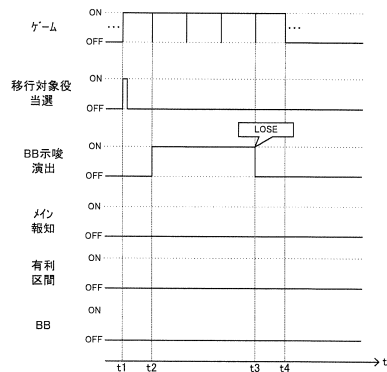 ゲーム
ON
OFF
…
…
移行対象役
当選
ON
OFF
BB示唆
演出
ON
OFF
LOSE
メイン
報知
ON
OFF
有利
区間
ON
OFF
BB
ON
OFF
t1
t2
t3
t4
t